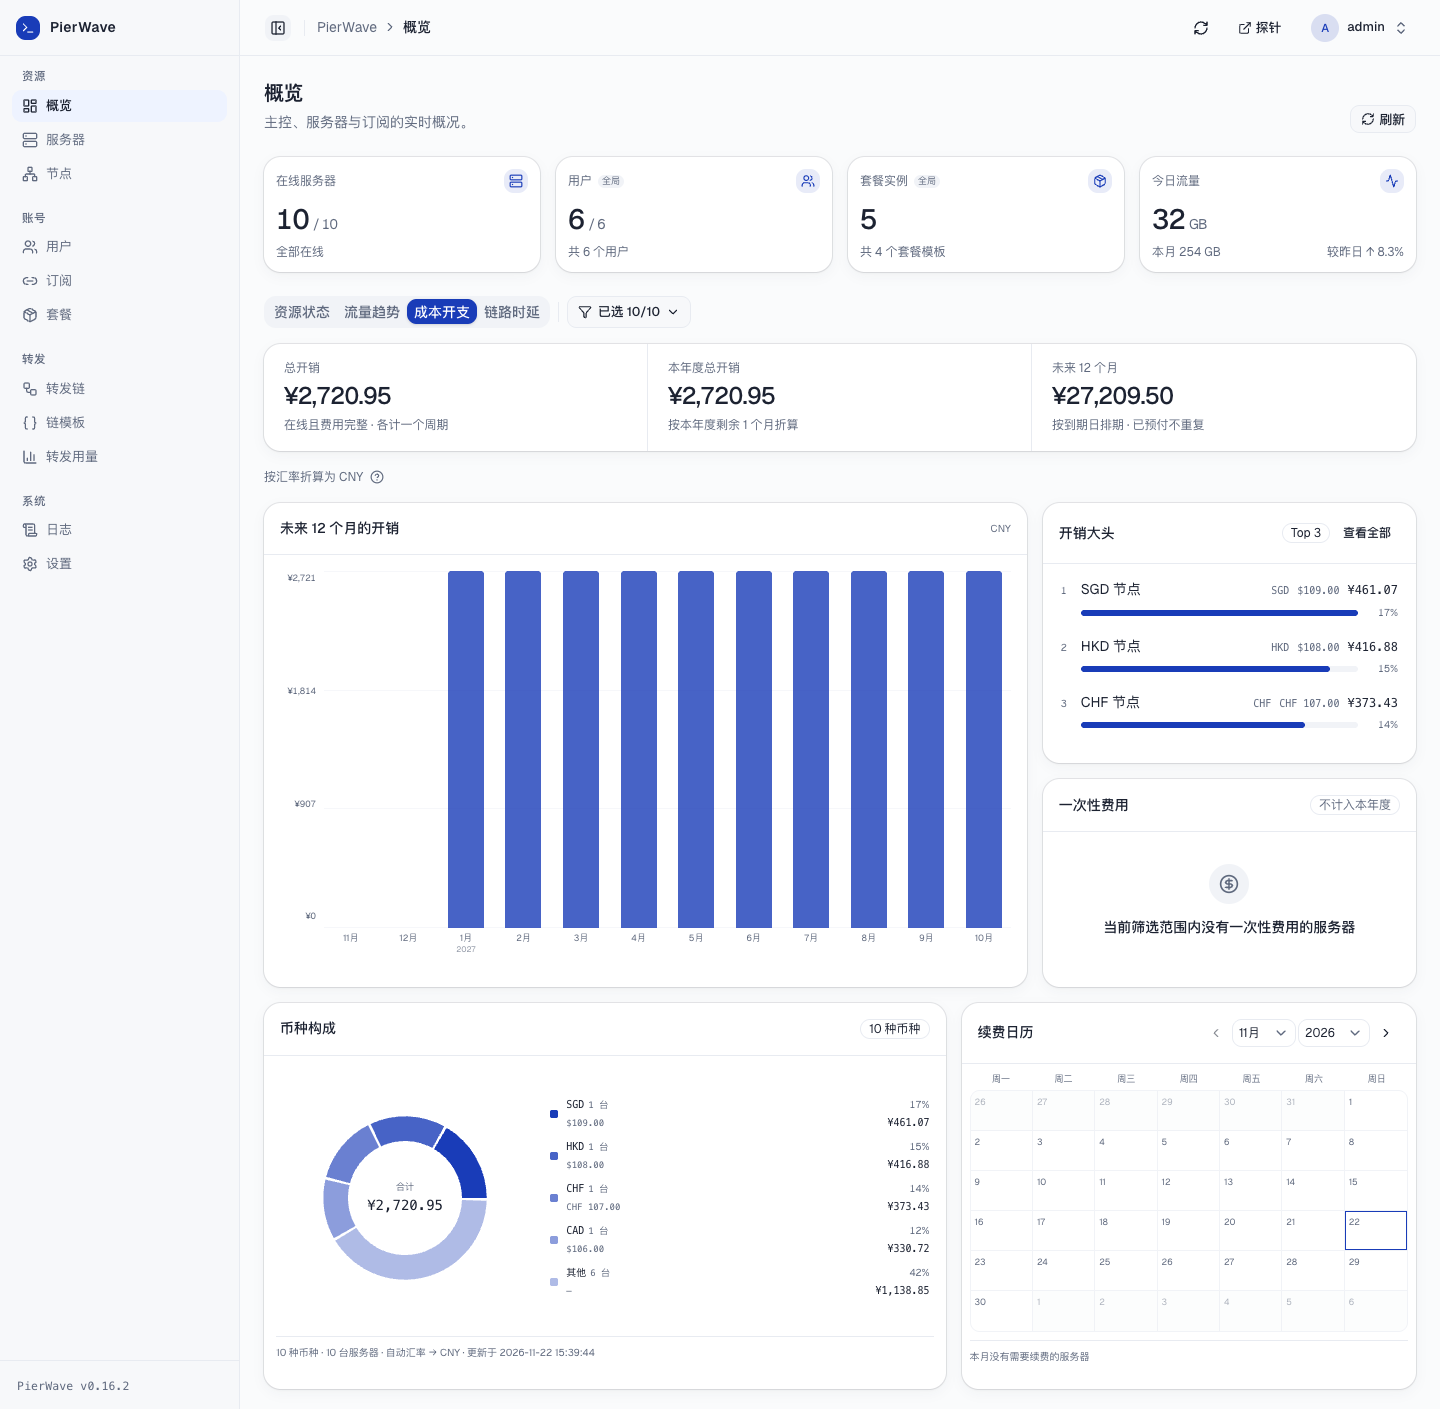 PierWave
资源
概览
服务器
节点
账号
用户
订阅
套餐
转发
转发链
链模板
转发用量
系统
日志
设置
PierWave v0.16.2
PierWave > 概览
探针
A admin
概览
主控、服务器与订阅的实时概况。
刷新
在线服务器
10 / 10
全部在线
用户 全局
6 / 6
共 6 个用户
套餐实例 全局
5
共 4 个套餐模板
今日流量
32 GB
本月 254 GB 较昨日 ↑ 8.3%
资源状态 流量趋势 成本开支 链路时延 已选 10/10
总开销
¥2,720.95
在线且费用完整 · 各计一个周期
本年度总开销
¥2,720.95
按本年度剩余 1 个月折算
未来 12 个月
¥27,209.50
按到期日排期 · 已预付不重复
按汇率折算为 CNY
未来 12 个月的开销 CNY
¥2,721
¥1,814
¥907
¥0
11月 12月 1月 2月 3月 4月 5月 6月 7月 8月 9月 10月
2027
开销大头 Top 3 查看全部
1 SGD 节点 SGD $109.00 ¥461.07
17%
2 HKD 节点 HKD $108.00 ¥416.88
15%
3 CHF 节点 CHF CHF 107.00 ¥373.43
14%
一次性费用 不计入本年度
当前筛选范围内没有一次性费用的服务器
币种构成 10 种币种
合计
¥2,720.95
SGD 1 台 17%
$109.00 ¥461.07
HKD 1 台 15%
$108.00 ¥416.88
CHF 1 台 14%
CHF 107.00 ¥373.43
CAD 1 台 12%
$106.00 ¥330.72
其他 6 台 42%
— ¥1,138.85
10 种币种 · 10 台服务器 · 自动汇率 → CNY · 更新于 2026-11-22 15:39:44
续费日历 11月 2026
周一 周二 周三 周四 周五 周六 周日
26 27 28 29 30 31 1
2 3 4 5 6 7 8
9 10 11 12 13 14 15
16 17 18 19 20 21 22
23 24 25 26 27 28 29
30 1 2 3 4 5 6
本月没有需要续费的服务器